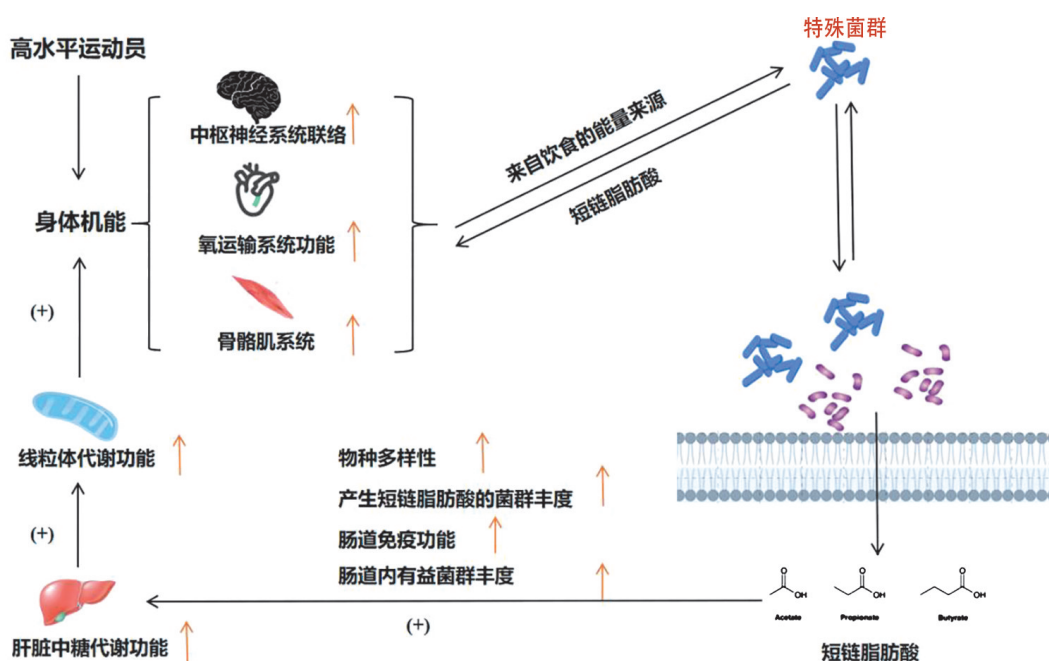 特殊菌群
高水平运动员
中枢神经系统联络
来自饮食的能量来源
短链脂肪酸
身体机能
氧运输系统功能
(+)
骨骼肌系统
线粒体代谢功能
物种多样性
产生短链脂肪酸的菌群丰度
(+)
肠道免疫功能
肠道内有益菌群丰度
O
OH
Acetate
O
OH
Propionate
O
OH
Butyrate
(+)
肝脏中糖代谢功能
短链脂肪酸